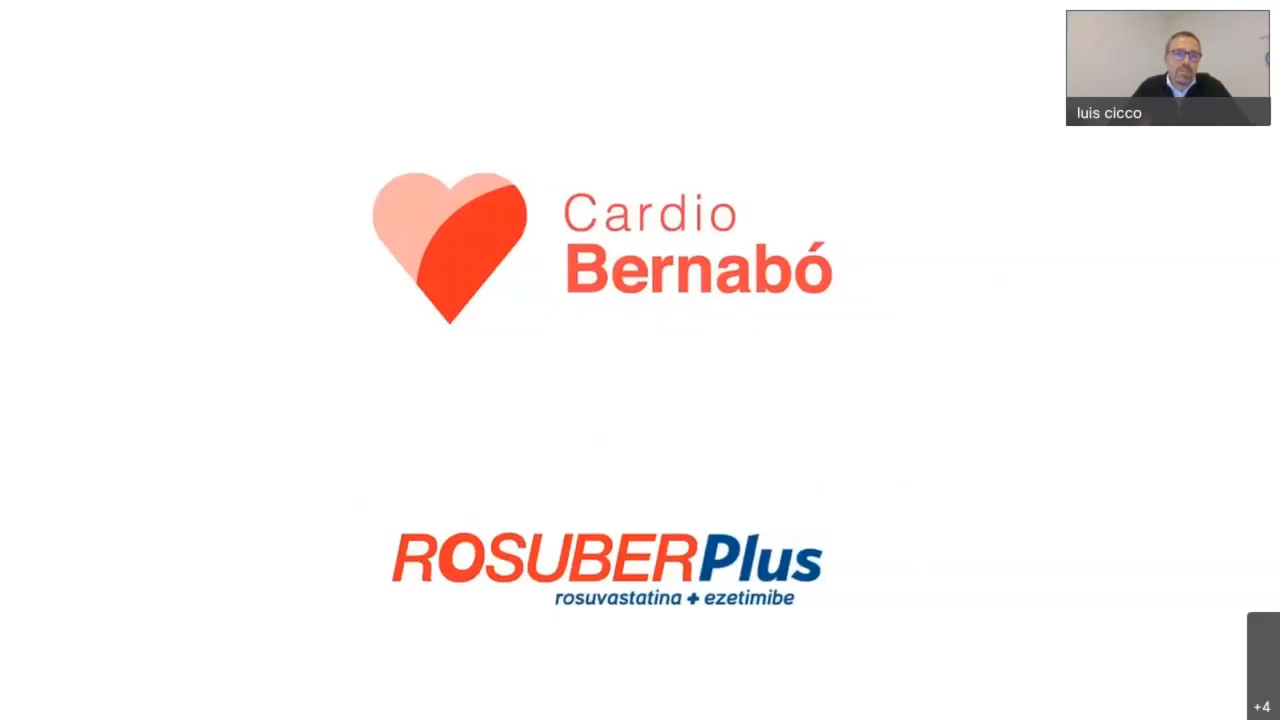 luis cicco
Cardio
Bernabó
ROSUBERPlus
rosuvastatina + ezetimibe
+4